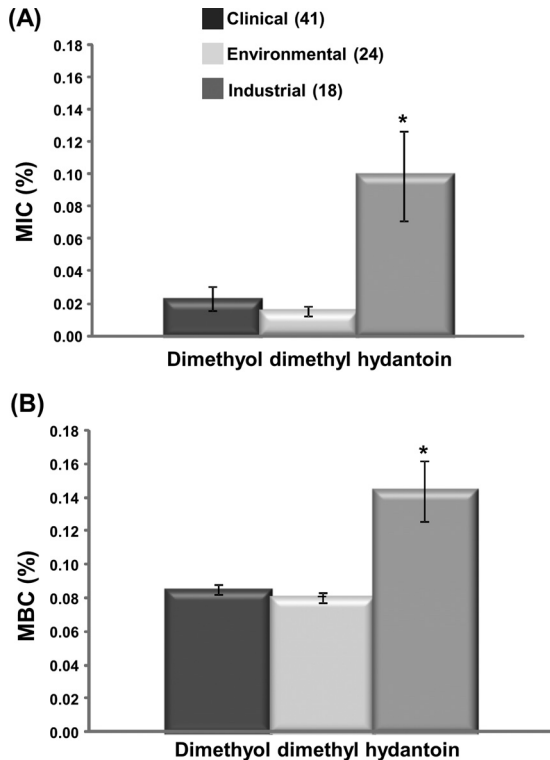 (A)
Clinical (41)
Environmental (24)
Industrial (18)
0.18
0.16
0.14
0.12
0.10
0.08
0.06
0.04
0.02
0.00
MIC (%)
*
Dimethyol dimethyl hydantoin
(B)
0.18
0.16
0.14
0.12
0.10
0.08
0.06
0.04
0.02
0.00
MBC (%)
*
Dimethyol dimethyl hydantoin